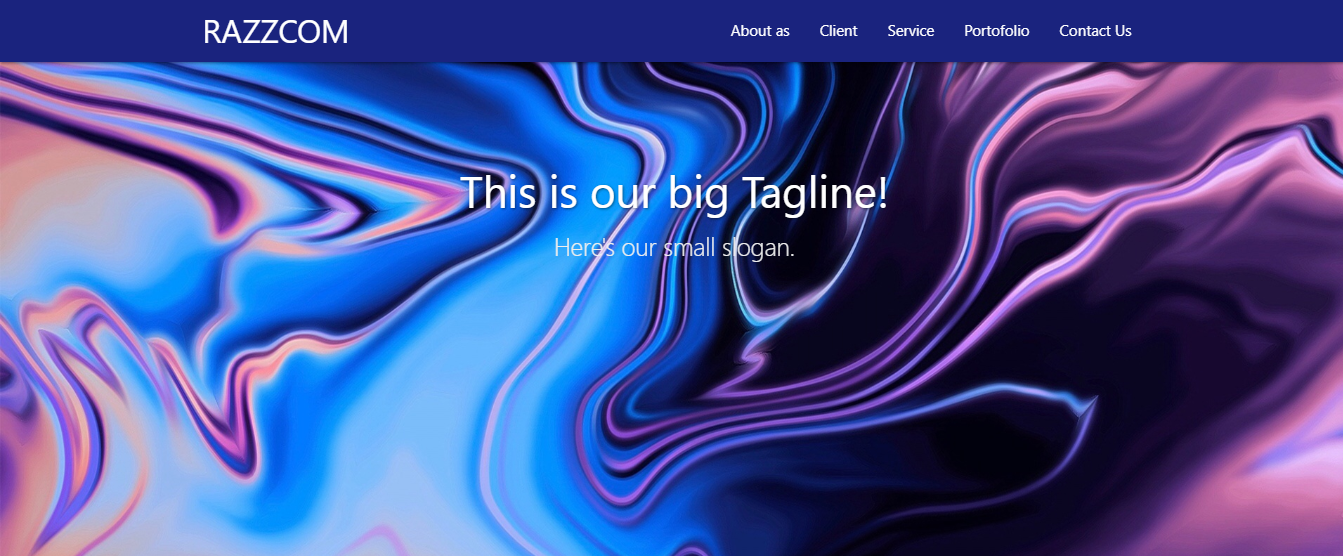 RAZZCOM
About as Client Service Portofolio Contact Us
This is our big Tagline!
Here's our small slogan.